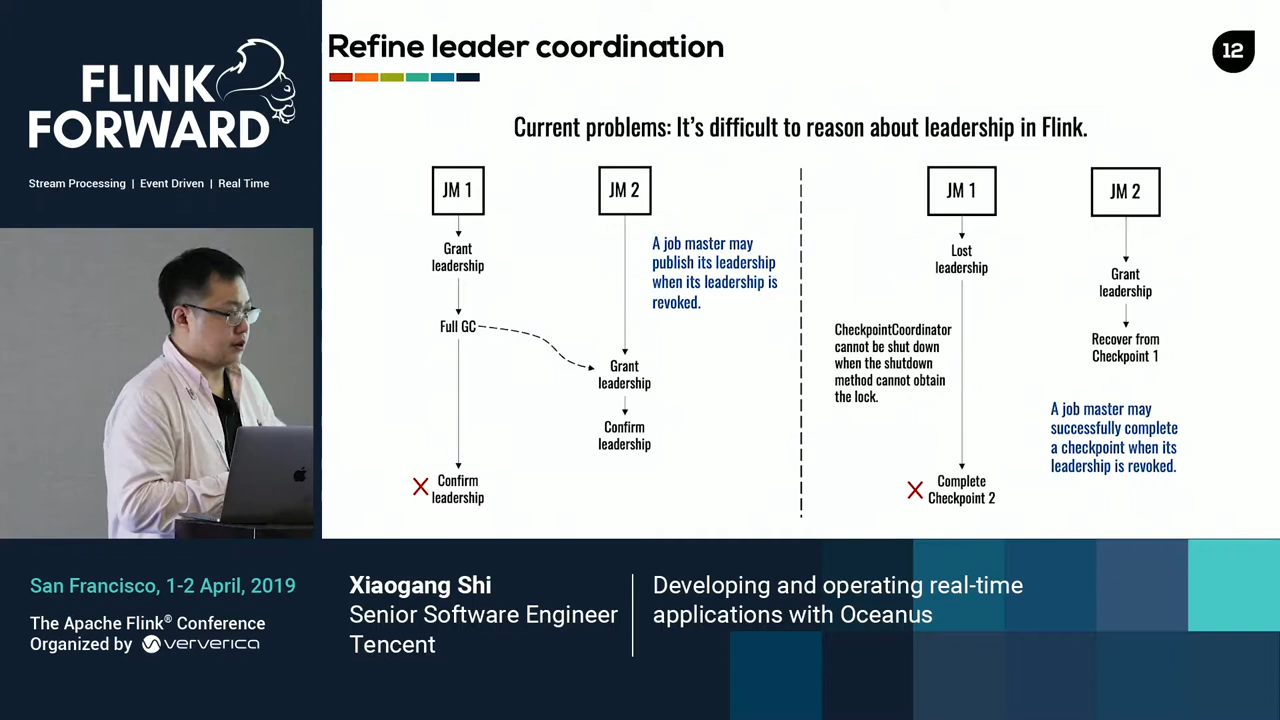 FLINK
FORWARD
Stream Processing | Event Driven | Real Time
Refine leader coordination
12
Current problems: It's difficult to reason about leadership in Flink.
JM 1
Grant
leadership
Full GC
Confirm
leadership
JM 2
A job master may
publish its leadership
when its leadership is
revoked.
Grant
leadership
Confirm
leadership
JM 1
Lost
leadership
CheckpointCoordinator
cannot be shut down
when the shutdown
method cannot obtain
the lock.
Complete
Checkpoint 2
JM 2
Grant
leadership
Recover from
Checkpoint 1
A job master may
successfully complete
a checkpoint when its
leadership is revoked.
San Francisco, 1-2 April, 2019
The Apache Flink® Conference
Organized by ververica
Xiaogang Shi
Senior Software Engineer
Tencent
Developing and operating real-time
applications with Oceanus